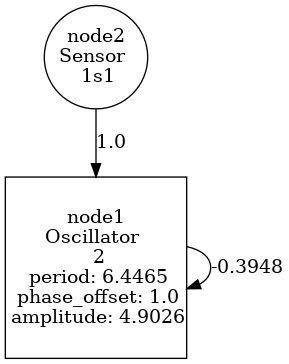 node2
Sensor
1s1
1.0
node1
Oscillator
2
period: 6.4465
phase_offset: 1.0
amplitude: 4.9026
-0.3948